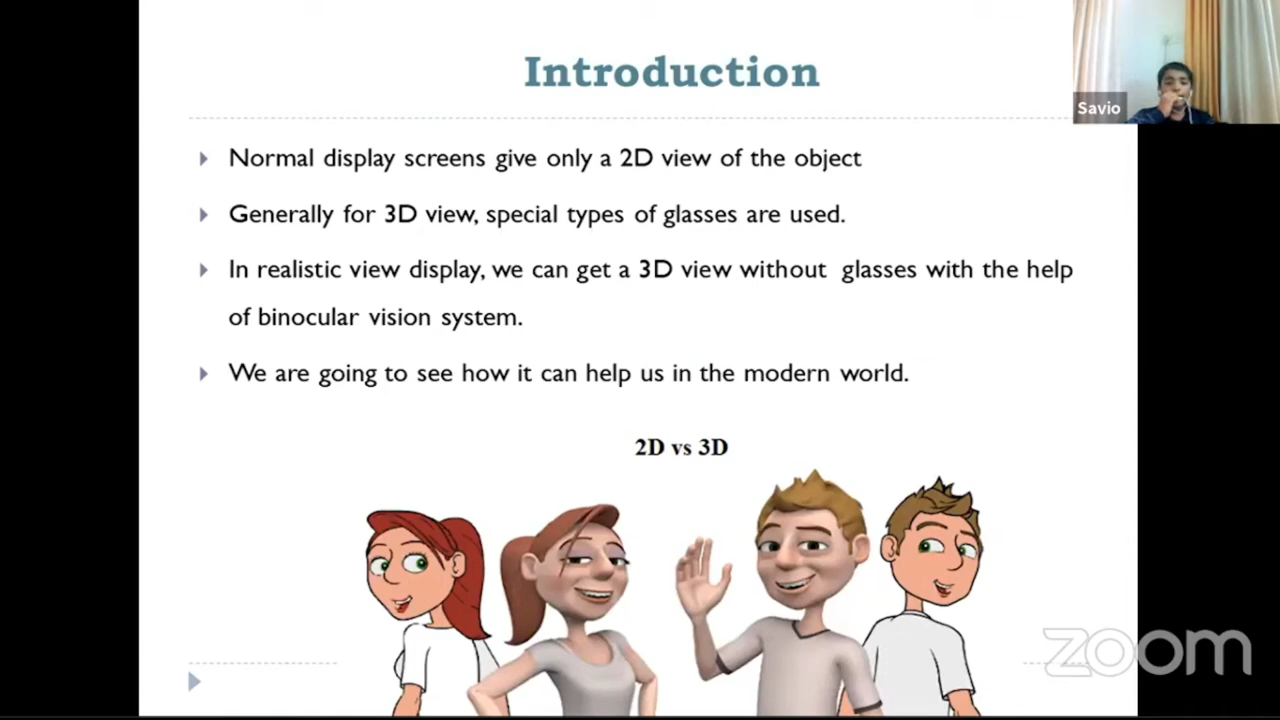 Introduction
Savio
Normal display screens give only a 2D view of the object
Generally for 3D view, special types of glasses are used.
In realistic view display, we can get a 3D view without glasses with the help
of binocular vision system.
We are going to see how it can help us in the modern world.
2D vs 3D
zoom